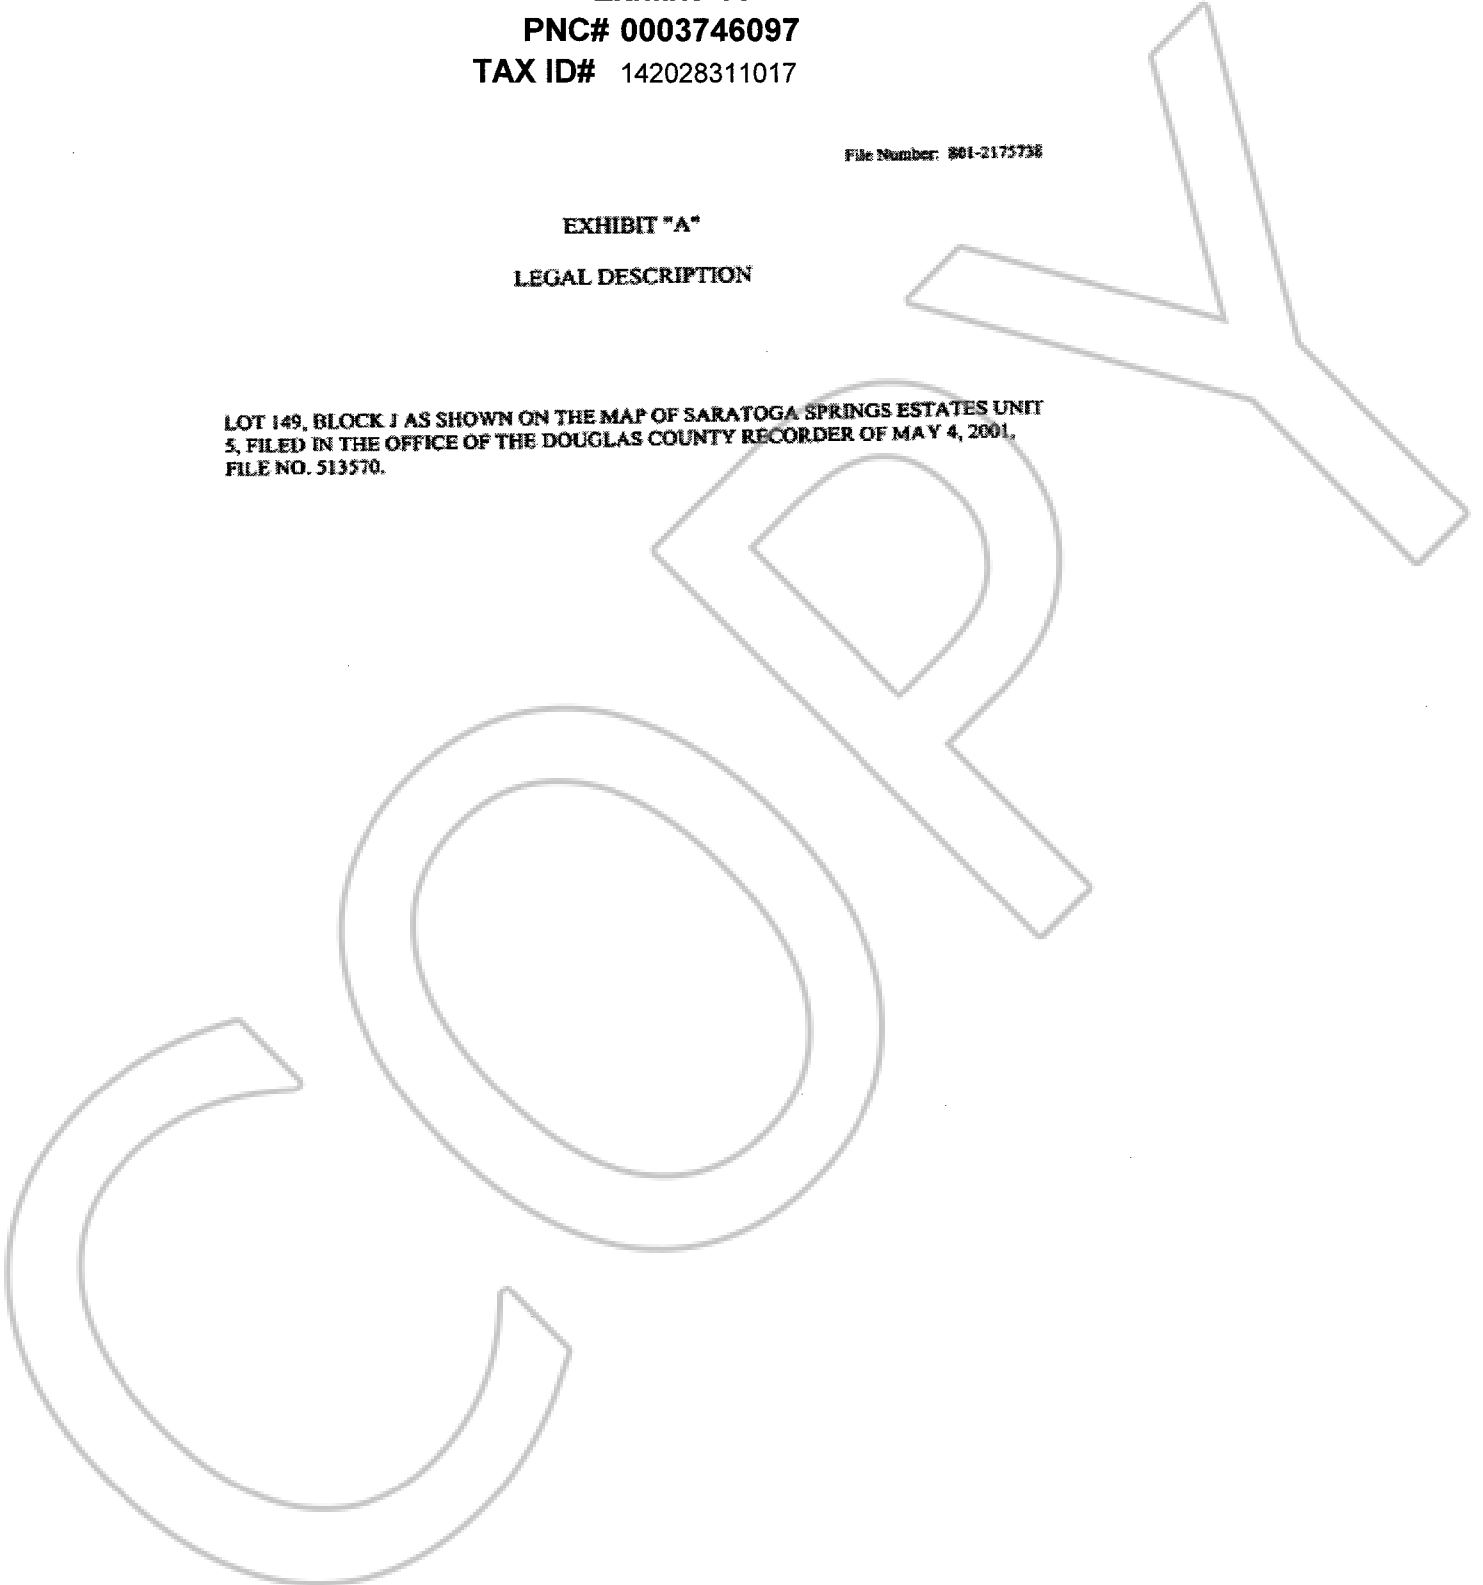 PNC# 0003746097
TAX ID# 142028311017
File Number: 801-2175738
EXHIBIT "A"
LEGAL DESCRIPTION
LOT 149, BLOCK J AS SHOWN ON THE MAP OF SARATOGA SPRINGS ESTATES UNIT
5, FILED IN THE OFFICE OF THE DOUGLAS COUNTY RECORDER OF MAY 4, 2001,
FILE NO. 513570.
COPY